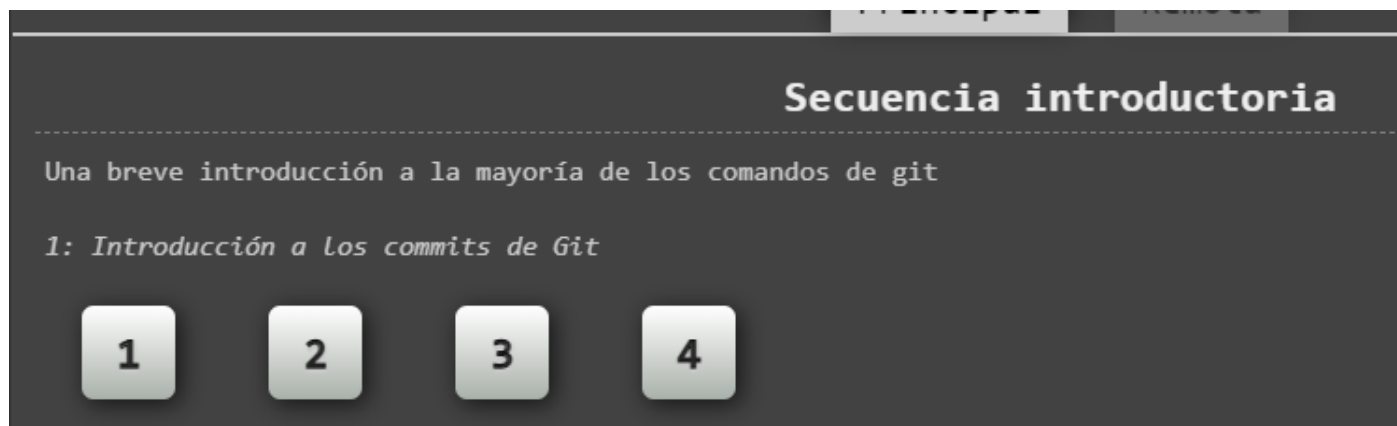 Principal
Secuencia introductoria
Una breve introducción a la mayoría de los comandos de git
1: Introducción a los commits de Git
1 2 3 4